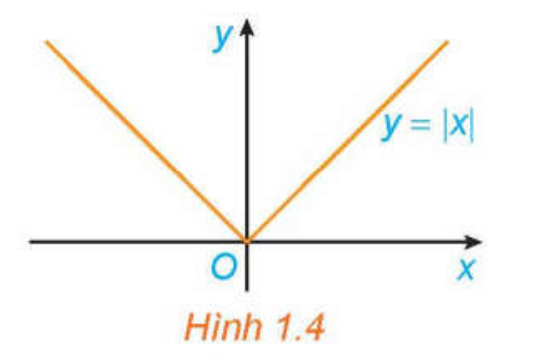 y
y = |x|
O
x
Hình 1.4